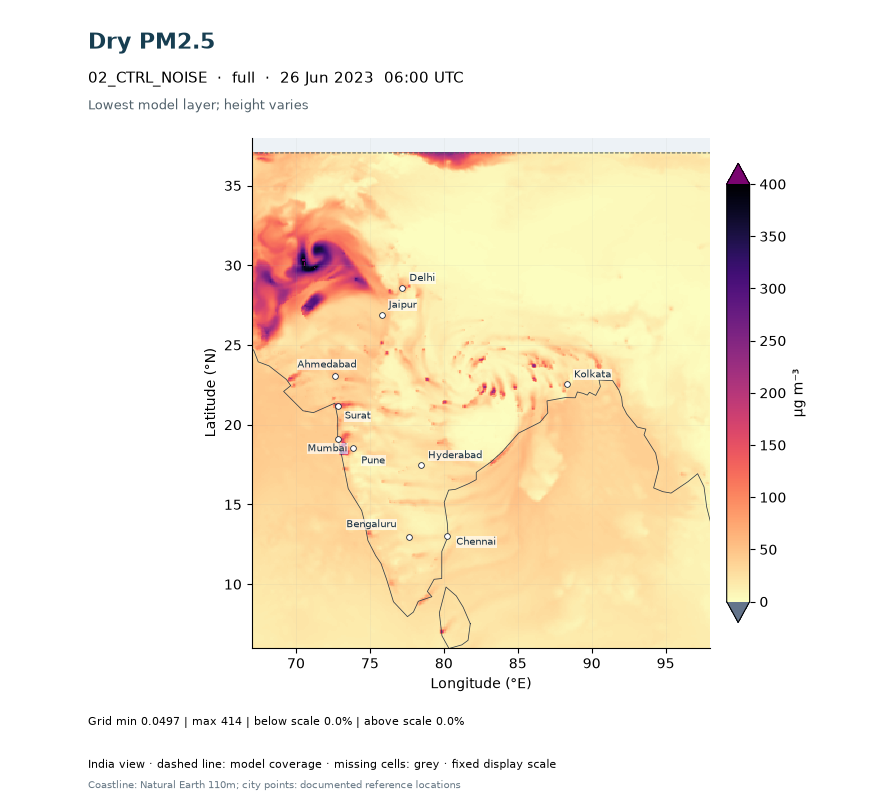 Dry PM2.5
02_CTRL_NOISE · full · 26 Jun 2023 06:00 UTC
Lowest model layer; height varies
35
30
25
20
15
10
Latitude (°N)
Delhi
Jaipur
Ahmedabad
Kolkata
Surat
Mumbai
Pune
Hyderabad
Bengaluru
Chennai
70 75 80 85 90 95
Longitude (°E)
400
350
300
250
200
150
100
50
0
µg m⁻³
Grid min 0.0497 | max 414 | below scale 0.0% | above scale 0.0%
India view · dashed line: model coverage · missing cells: grey · fixed display scale
Coastline: Natural Earth 110m; city points: documented reference locations